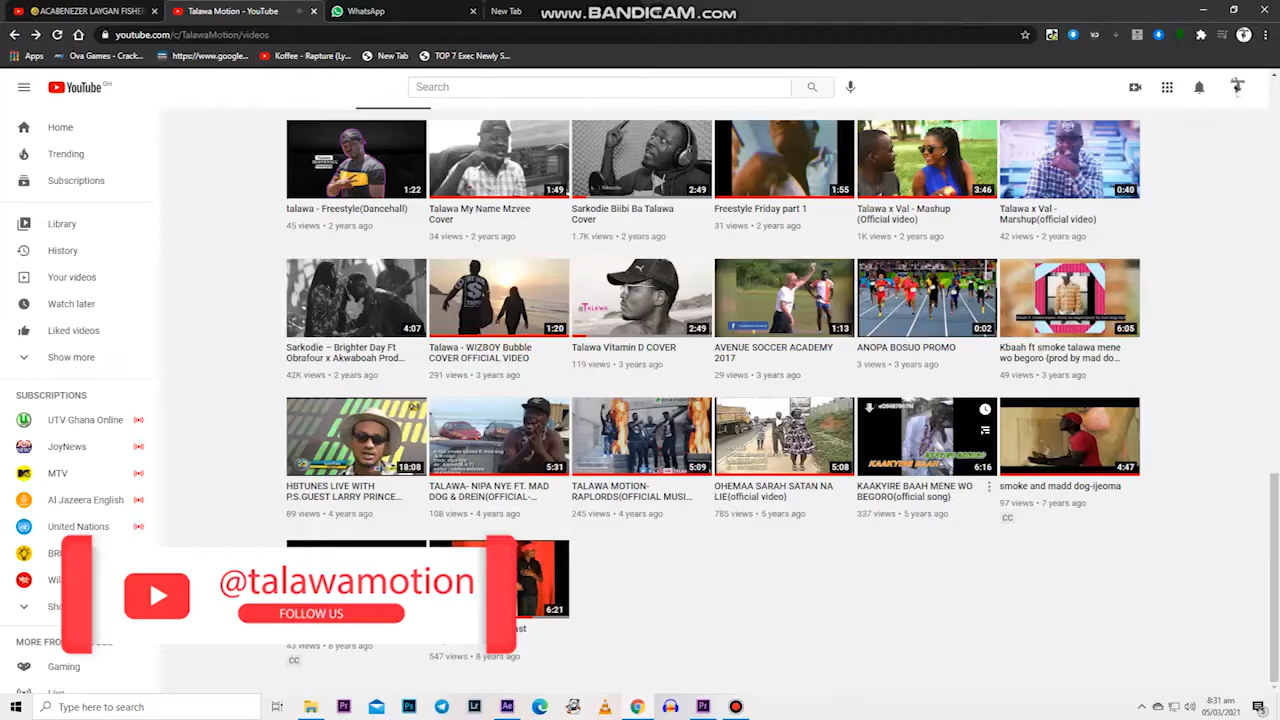 ACABENEZER LAYGAN FISHER
Talawa Motion - YouTube
WhatsApp
New Tab
www.BANDICAM.com
youtube.com/c/TalawaMotion/videos
Apps
Ova Games - Crack...
https://www.google...
Koffee - Rapture (Ly...
New Tab
TOP 7 Exec Newly S...
YouTube GH
Search
Home
Trending
Subscriptions
Library
History
Your videos
Watch later
Liked videos
Show more
SUBSCRIPTIONS
UTV Ghana Online
JoyNews
MTV
Al Jazeera English
United Nations
MORE FROM
Gaming
Live
1:22
1:49
2:49
1:55
3:46
0:40
talawa - Freestyle(Dancehall)
45 views • 2 years ago
Talawa My Name Mzvee
Cover
34 views • 2 years ago
Sarkodie Biibi Ba Talawa
Cover
1.7K views • 2 years ago
Freestyle Friday part 1
31 views • 2 years ago
Talawa x Val - Mashup
(Official video)
1K views • 2 years ago
Talawa x Val -
Marshup(official video)
42 views • 2 years ago
4:07
1:20
@TALAWA
2:49
1:13
0:02
6:05
Sarkodie – Brighter Day Ft
Obrafour x Akwaboah Prod...
42K views • 2 years ago
Talawa - WIZBOY Bubble
COVER OFFICIAL VIDEO
291 views • 3 years ago
Talawa Vitamin D COVER
119 views • 3 years ago
AVENUE SOCCER ACADEMY
2017
29 views • 3 years ago
ANOPA BOSUO PROMO
3 views • 3 years ago
Kbaah ft smoke talawa mene
wo begoro (prod by mad do...
49 views • 3 years ago
18:08
5:31
TALAWA MOTION
5:09
5:08
KAAKYIRE BAAH
6:16
4:47
HBTUNES LIVE WITH
P.S.GUEST LARRY PRINCE...
89 views • 4 years ago
TALAWA- NIPA NYE FT. MAD
DOG & DREIN(OFFICIAL-...
108 views • 4 years ago
TALAWA MOTION-
RAPLORDS(OFFICIAL MUSI...
245 views • 4 years ago
OHEMAA SARAH SATAN NA
LIE(official video)
785 views • 5 years ago
KAAKYIRE BAAH MENE WO
BEGORO(official song)
337 views • 5 years ago
smoke and madd dog-ijeoma
97 views • 7 years ago
CC
6:21
@talawamotion
FOLLOW US
43 views • 8 years ago
CC
547 views • 8 years ago
Type here to search
8:31 am
05/03/2021